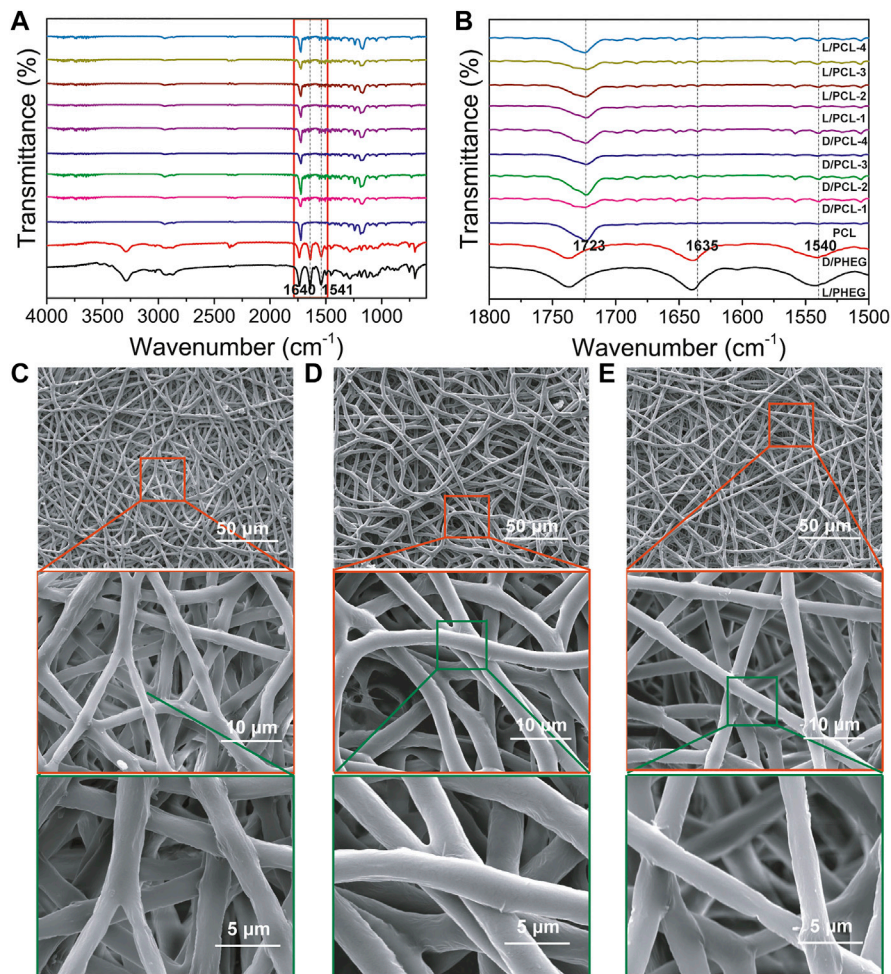 A
Transmittance (%)
1640 1541
4000 3500 3000 2500 2000 1500 1000
Wavenumber (cm⁻¹)
B
Transmittance (%)
L/PCL-4
L/PCL-3
L/PCL-2
L/PCL-1
D/PCL-4
D/PCL-3
D/PCL-2
D/PCL-1
PCL
1723 1635 1540
D/PHEG
L/PHEG
1800 1750 1700 1650 1600 1550 1500
Wavenumber (cm⁻¹)
C D E
50 µm 50 µm 50 µm
10 µm 10 µm 10 µm
5 µm 5 µm 5 µm